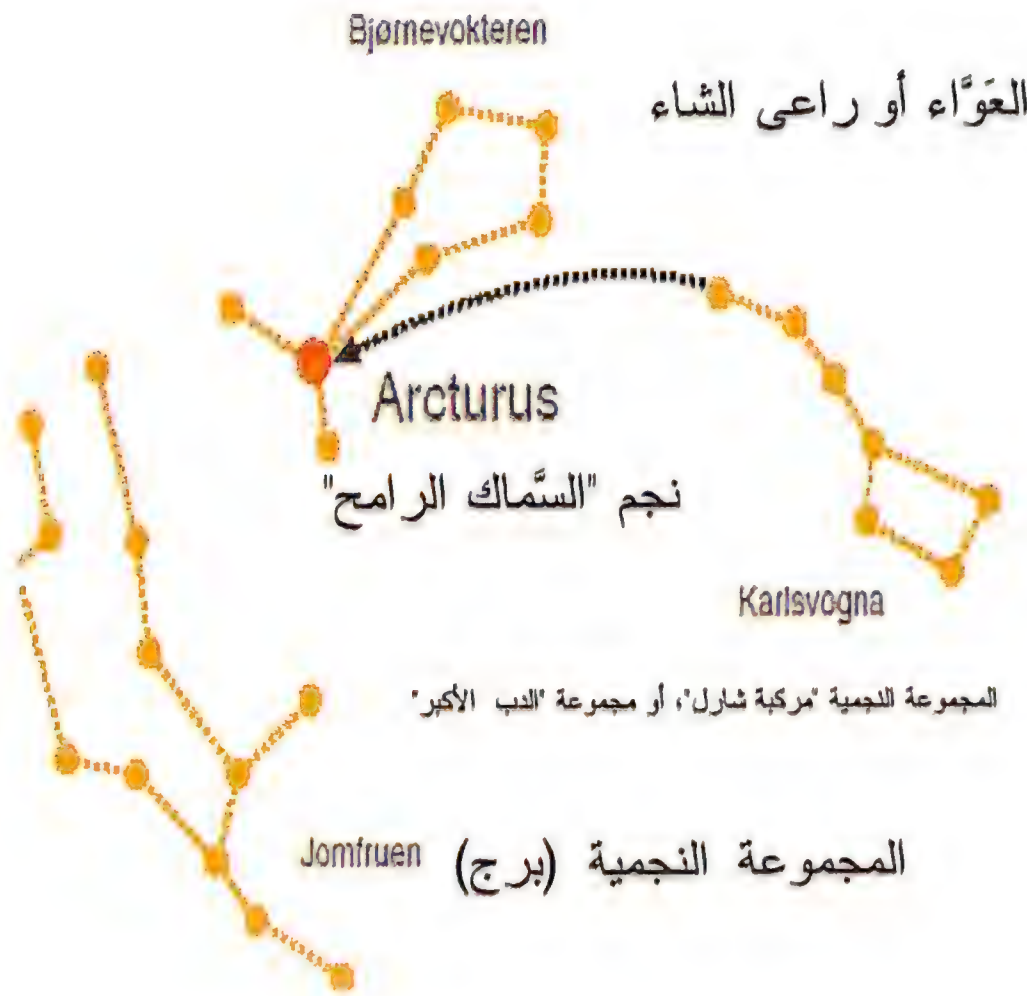 Bjørnevokteren
العَوَّاء أو راعى الشاء
Arcturus
نجم "السَّماك الرامح"
Karlsvogna
المجموعة النجمية "مركبة شارل"، أو مجموعة "الدب الأكبر"
Jomfruen المجموعة النجمية (برج)